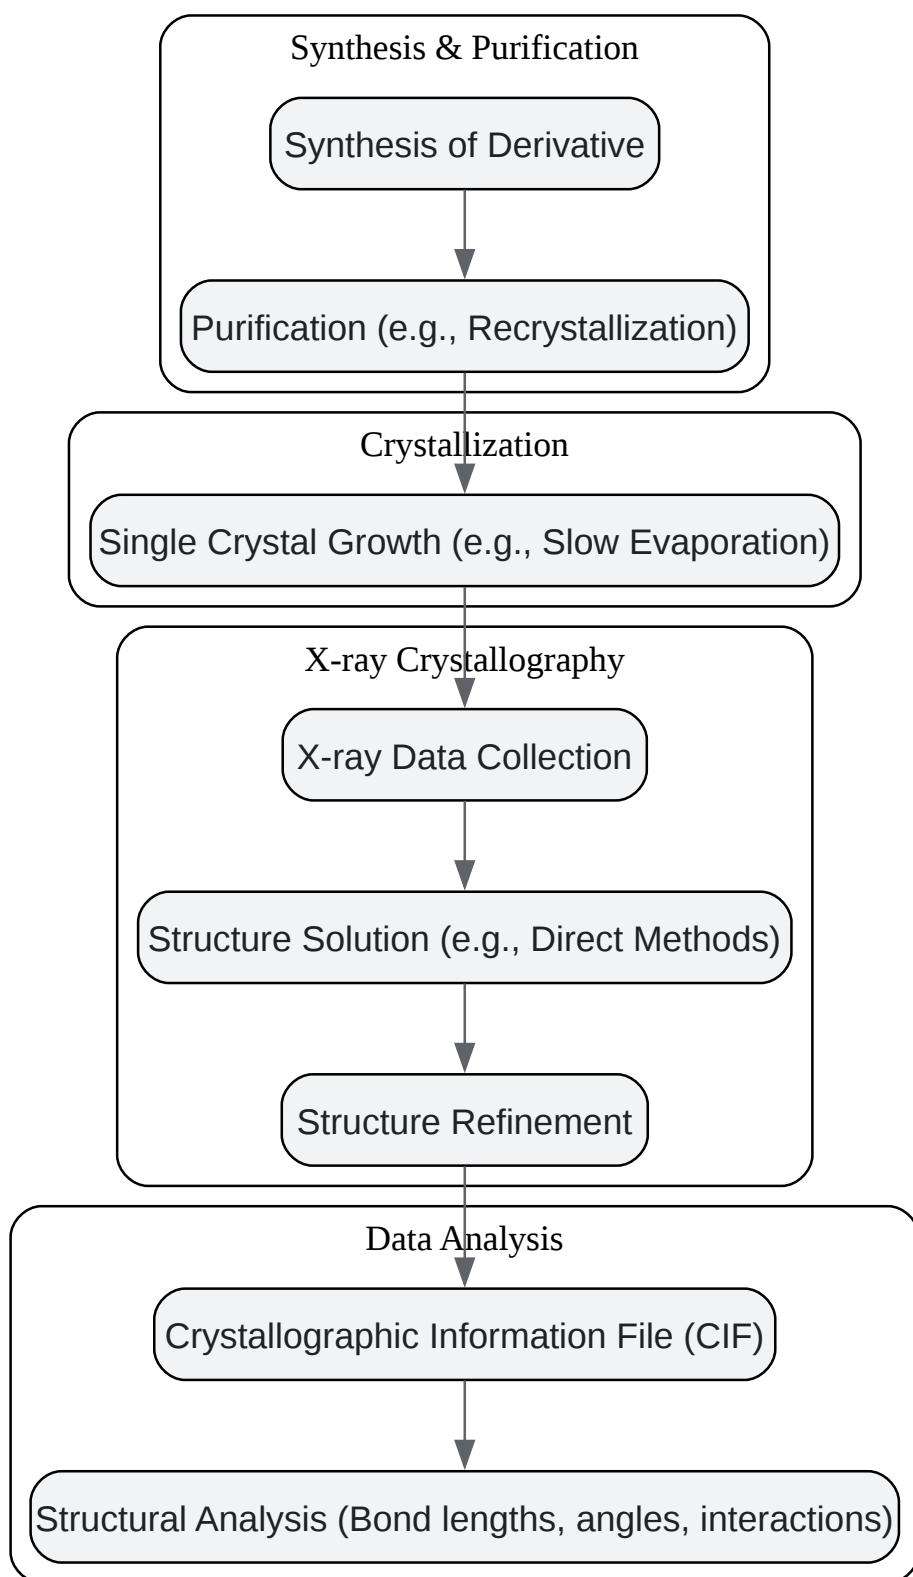 Synthesis & Purification
Synthesis of Derivative
Purification (e.g., Recrystallization)
Crystallization
Single Crystal Growth (e.g., Slow Evaporation)
X-ray Crystallography
X-ray Data Collection
Structure Solution (e.g., Direct Methods)
Structure Refinement
Data Analysis
Crystallographic Information File (CIF)
Structural Analysis (Bond lengths, angles, interactions)